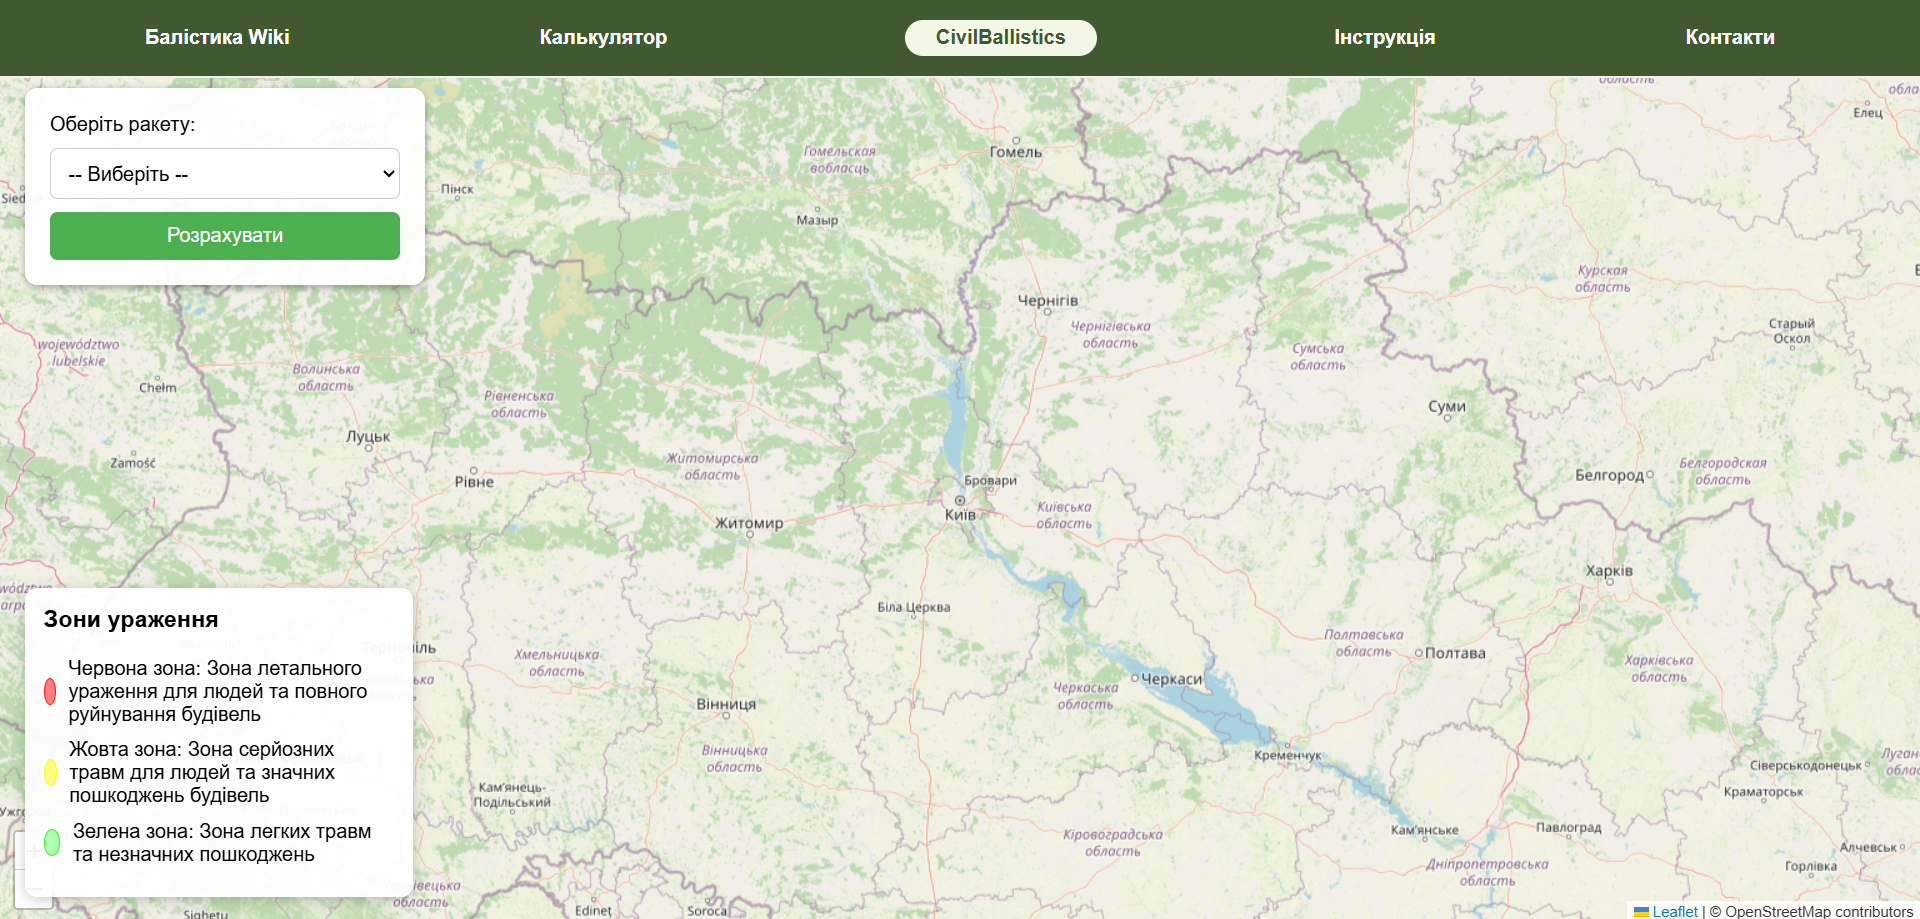 Балістика Wiki
Калькулятор
CivilBallistics
Інструкція
Контакти
Оберіть ракету:
-- Виберіть --
Розрахувати
область
Елец
Гомельская
вобласць
Гомель
Пінск
Мазыр
Курская
область
Чернігів
Чернігівська
область
Старый
Оскол
województwo
lubelskie
Сумська
область
Волинська
область
Chełm
Рівненська
область
Суми
Луцьк
Житомирська
область
Zamość
Рівне
Бровари
Белгород
Белгородская
область
Київ
Київська
область
Житомир
Харків
Біла Церква
Зони ураження
Червона зона: Зона летального
ураження для людей та повного
руйнування будівель
Жовта зона: Зона серйозних
травм для людей та значних
пошкоджень будівель
Зелена зона: Зона легких травм
та незначних пошкоджень
Хмельницька
область
Полтавська
область
Полтава
Харківська
область
Черкаська
область
Черкаси
Вінниця
Вінницька
область
Кременчук
Сіверськодонецьк
Краматорськ
Кам'янець-
Подільський
Кіровоградська
область
Кам'янське
Павлоград
Алчевськ
Горлівка
Дніпропетровська
область
область
Edineț
Soroca
Sighetu
Leaflet | © OpenStreetMap contributors